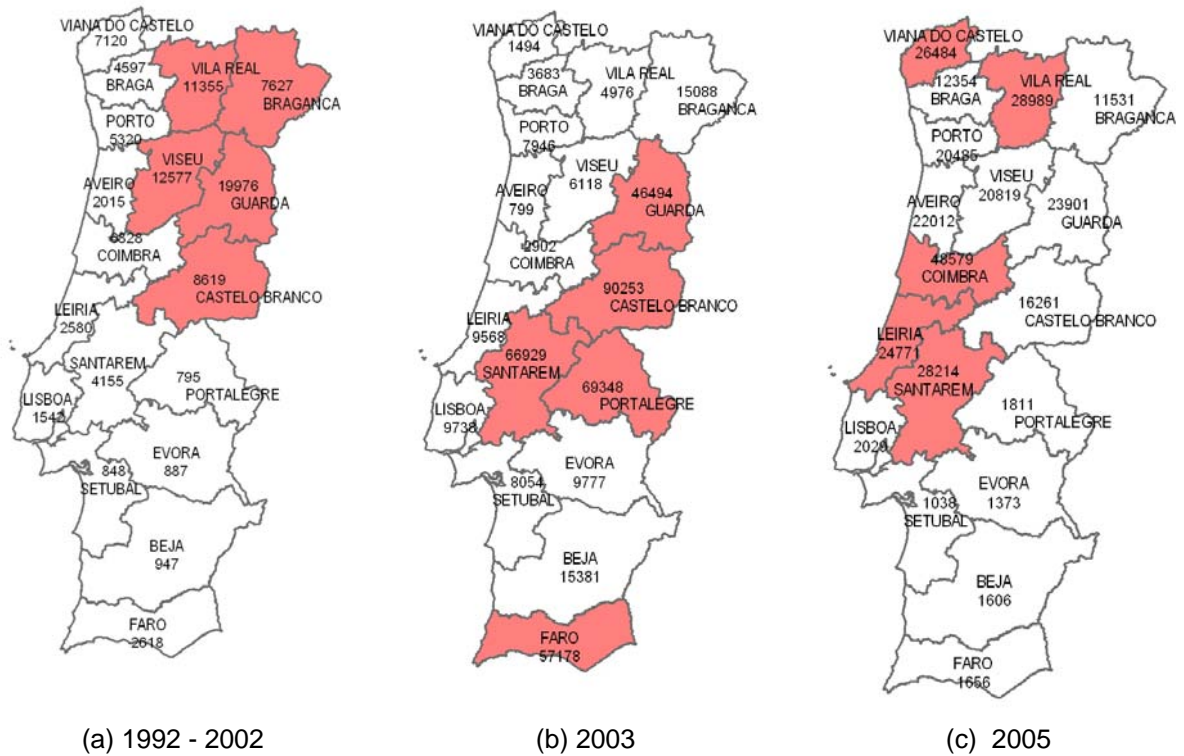 VIANA DO CASTELO
7120
4597
BRAGA
VILA REAL
11355
7627
BRAGANCA
PORTO
5320
VISEU
12577
AVEIRO
2015
19976
GUARDA
6828
COIMBRA
8619
CASTELO BRANCO
LEIRIA
2580
SANTAREM
4155
795
PORTALEGRE
LISBOA
1542
EVORA
887
848
SETUBAL
BEJA
947
FARO
2618
(a) 1992 - 2002
VIANA DO CASTELO
1494
3683
BRAGA
VILA REAL
4976
15088
BRAGANCA
PORTO
7946
VISEU
6118
AVEIRO
799
46494
GUARDA
2902
COIMBRA
90253
CASTELO BRANCO
LEIRIA
9568
66929
SANTAREM
69348
PORTALEGRE
LISBOA
9738
EVORA
9777
8054
SETUBAL
BEJA
15381
FARO
57178
(b) 2003
VIANA DO CASTELO
26484
12354
BRAGA
VILA REAL
28989
11531
BRAGANCA
PORTO
20485
VISEU
20819
AVEIRO
22012
23901
GUARDA
48579
COIMBRA
16261
CASTELO BRANCO
LEIRIA
24771
28214
SANTAREM
1811
PORTALEGRE
LISBOA
2029
EVORA
1373
1038
SETUBAL
BEJA
1606
FARO
1656
(c) 2005